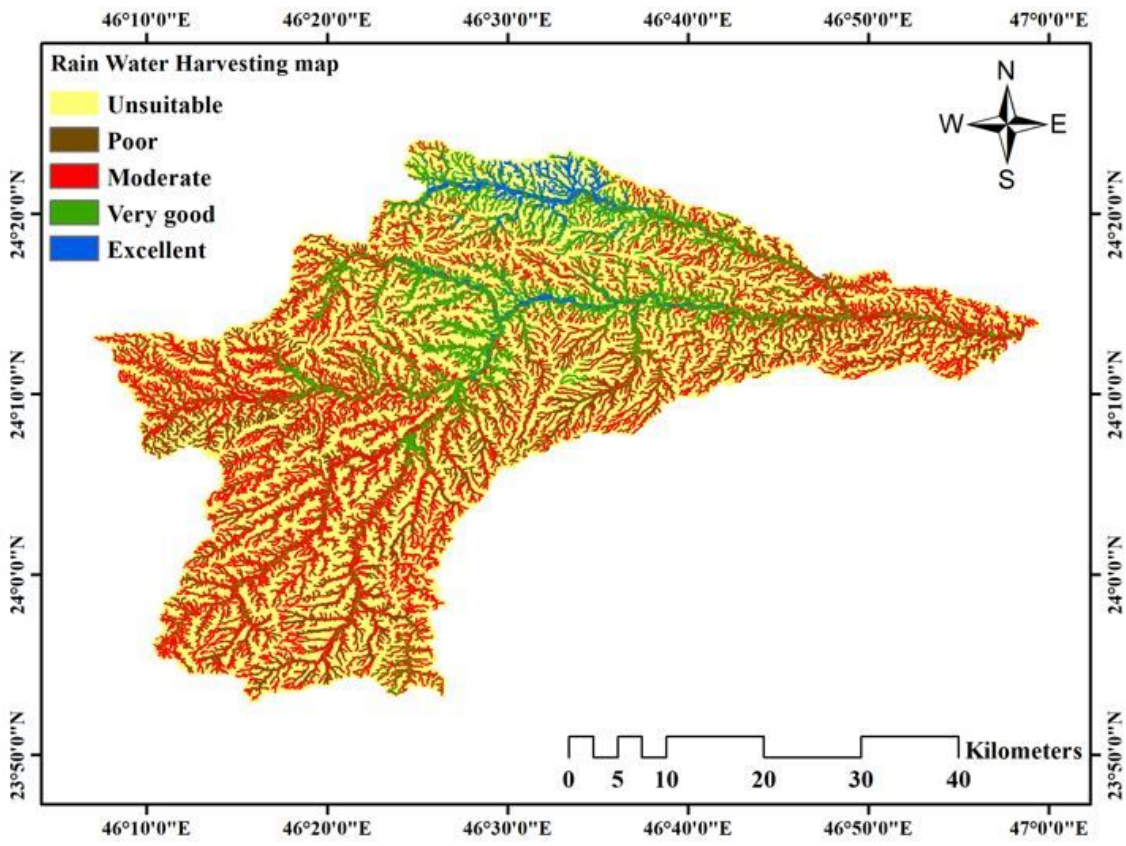 46°10'0"E 46°20'0"E 46°30'0"E 46°40'0"E 46°50'0"E 47°0'0"E
Rain Water Harvesting map
Unsuitable
Poor
Moderate
Very good
Excellent
N
W E
S
24°20'0"N 24°20'0"N
24°10'0"N 24°10'0"N
24°0'0"N 24°0'0"N
23°50'0"N 23°50'0"N
Kilometers
0 5 10 20 30 40
46°10'0"E 46°20'0"E 46°30'0"E 46°40'0"E 46°50'0"E 47°0'0"E